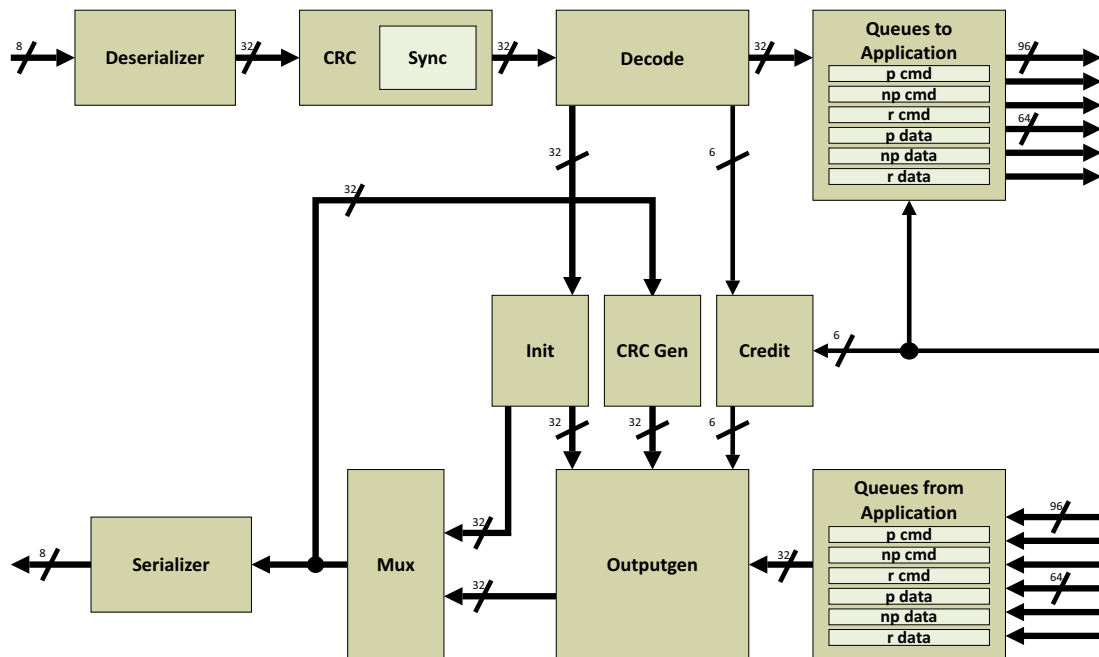 8
Deserializer
32
CRC
Sync
32
Decode
32
Queues to
Application
p cmd
np cmd
r cmd
p data
np data
r data
96
64
32
6
32
Init
CRC Gen
Credit
6
32
32
6
8
Serializer
Mux
32
32
Outputgen
32
Queues from
Application
p cmd
np cmd
r cmd
p data
np data
r data
96
64